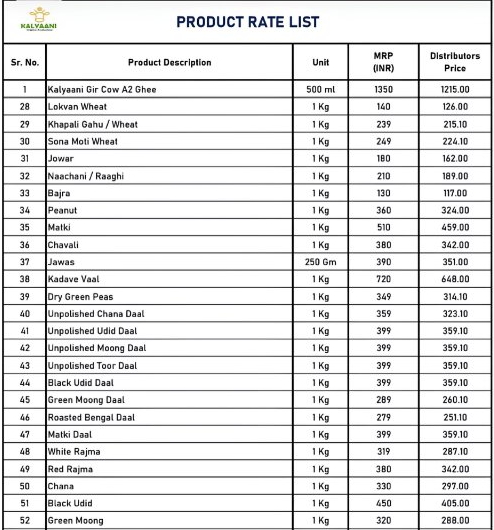 KALYAANI
PRODUCT RATE LIST
Sr. No. Product Description Unit MRP (INR) Distributors Price
1 Kalyaani Gir Cow A2 Ghee 500 ml 1350 1215.00
28 Lokvan Wheat 1 Kg 140 126.00
29 Khapali Gahu / Wheat 1 Kg 239 215.10
30 Sona Moti Wheat 1 Kg 249 224.10
31 Jowar 1 Kg 180 162.00
32 Naachani / Raaghi 1 Kg 210 189.00
33 Bajra 1 Kg 130 117.00
34 Peanut 1 Kg 360 324.00
35 Matki 1 Kg 510 459.00
36 Chavali 1 Kg 380 342.00
37 Jawas 250 Gm 390 351.00
38 Kadave Vaal 1 Kg 720 648.00
39 Dry Green Peas 1 Kg 349 314.10
40 Unpolished Chana Daal 1 Kg 359 323.10
41 Unpolished Udid Daal 1 Kg 399 359.10
42 Unpolished Moong Daal 1 Kg 399 359.10
43 Unpolished Toor Daal 1 Kg 399 359.10
44 Black Udid Daal 1 Kg 399 359.10
45 Green Moong Daal 1 Kg 289 260.10
46 Roasted Bengal Daal 1 Kg 279 251.10
47 Matki Daal 1 Kg 399 359.10
48 White Rajma 1 Kg 319 287.10
49 Red Rajma 1 Kg 380 342.00
50 Chana 1 Kg 330 297.00
51 Black Udid 1 Kg 450 405.00
52 Green Moong 1 Kg 320 288.00